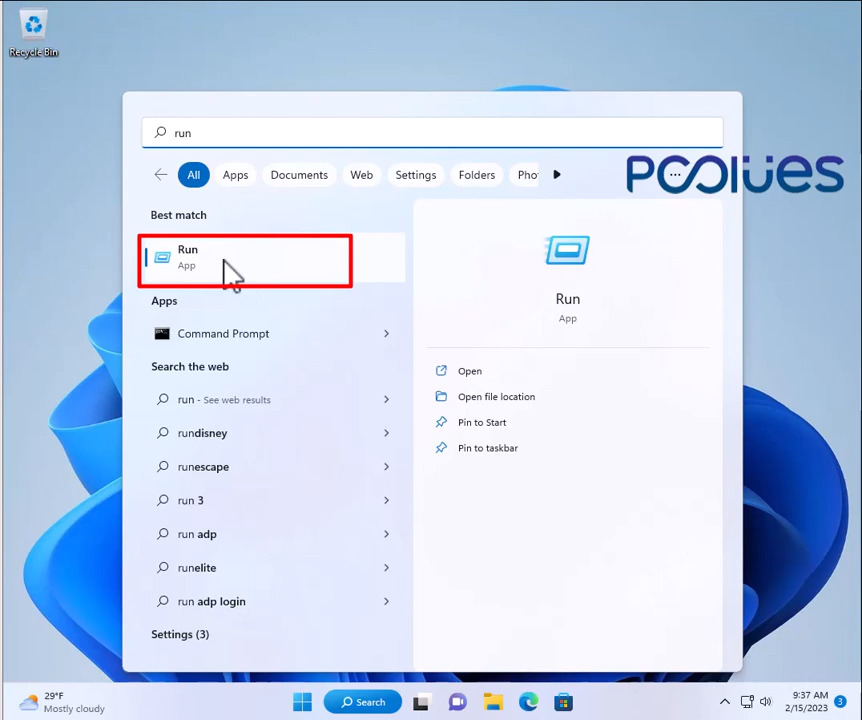 Recycle Bin
run
All
Apps
Documents
Web
Settings
Folders
Pho
Best match
Run
App
Apps
Command Prompt
Search the web
run - See web results
rundisney
runescape
run 3
run adp
runelite
run adp login
Settings (3)
Run
App
Open
Open file location
Pin to Start
Pin to taskbar
29°F
Mostly cloudy
Search
9:37 AM
2/15/2023
3